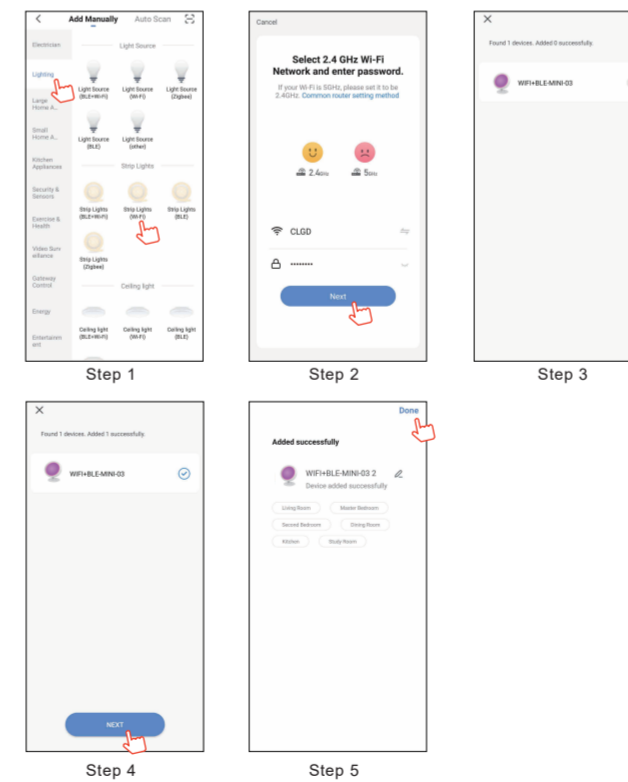 Add Manually Auto Scan
Electrician
Lighting
Large
Home A..
Small
Home A..
Kitchen
Appliances
Security &
Sensors
Exercise &
Health
Video Surv
eillance
Gateway
Control
Energy
Entertainm
ent
Light Source
Light Source
(BLE+Wi-Fi)
Light Source
(Wi-Fi)
Light Source
(Zigbee)
Light Source
(BLE)
Light Source
(other)
Strip Lights
Strip Lights
(BLE+Wi-Fi)
Strip Lights
(Wi-Fi)
Strip Lights
(BLE)
Strip Lights
(Zigbee)
Ceiling light
Ceiling light
(BLE+Wi-Fi)
Ceiling light
(Wi-Fi)
Ceiling light
(BLE)
Step 1
Cancel
Select 2.4 GHz Wi-Fi
Network and enter password.
If your Wi-Fi is 5GHz, please set it to be
2.4GHz. Common router setting method
2.4GHz
5GHz
CLGD
Next
Step 2
Found 1 devices. Added 0 successfully.
WIFI+BLE-MINI-03
Step 3
Found 1 devices. Added 1 successfully.
WIFI+BLE-MINI-03
NEXT
Step 4
Done
Added successfully
WIFI+BLE-MINI-03 2
Device added successfully
Living Room Master Bedroom
Second Bedroom Dining Room
Kitchen Study Room
Step 5